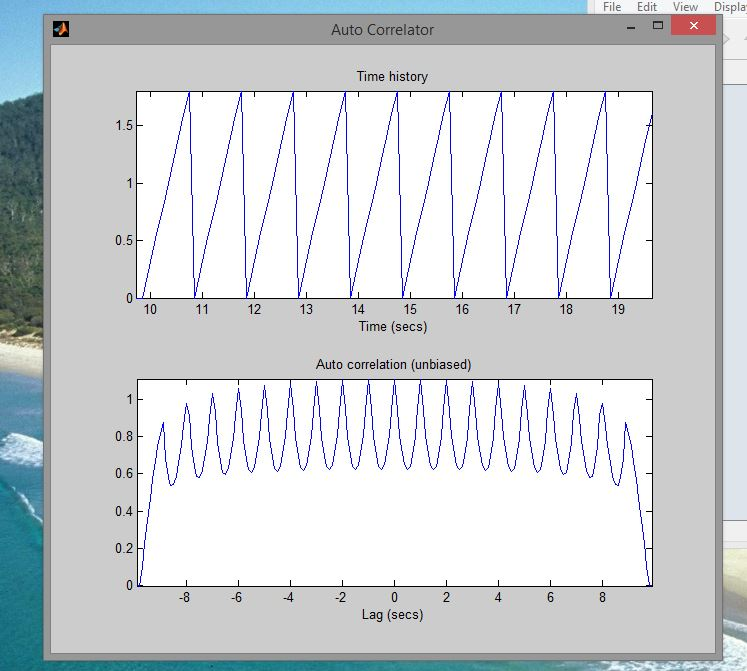 File Edit View Displa
Auto Correlator
Time history
1.5
1
0.5
0
10 11 12 13 14 15 16 17 18 19
Time (secs)
Auto correlation (unbiased)
1
0.8
0.6
0.4
0.2
0
-8 -6 -4 -2 0 2 4 6 8
Lag (secs)